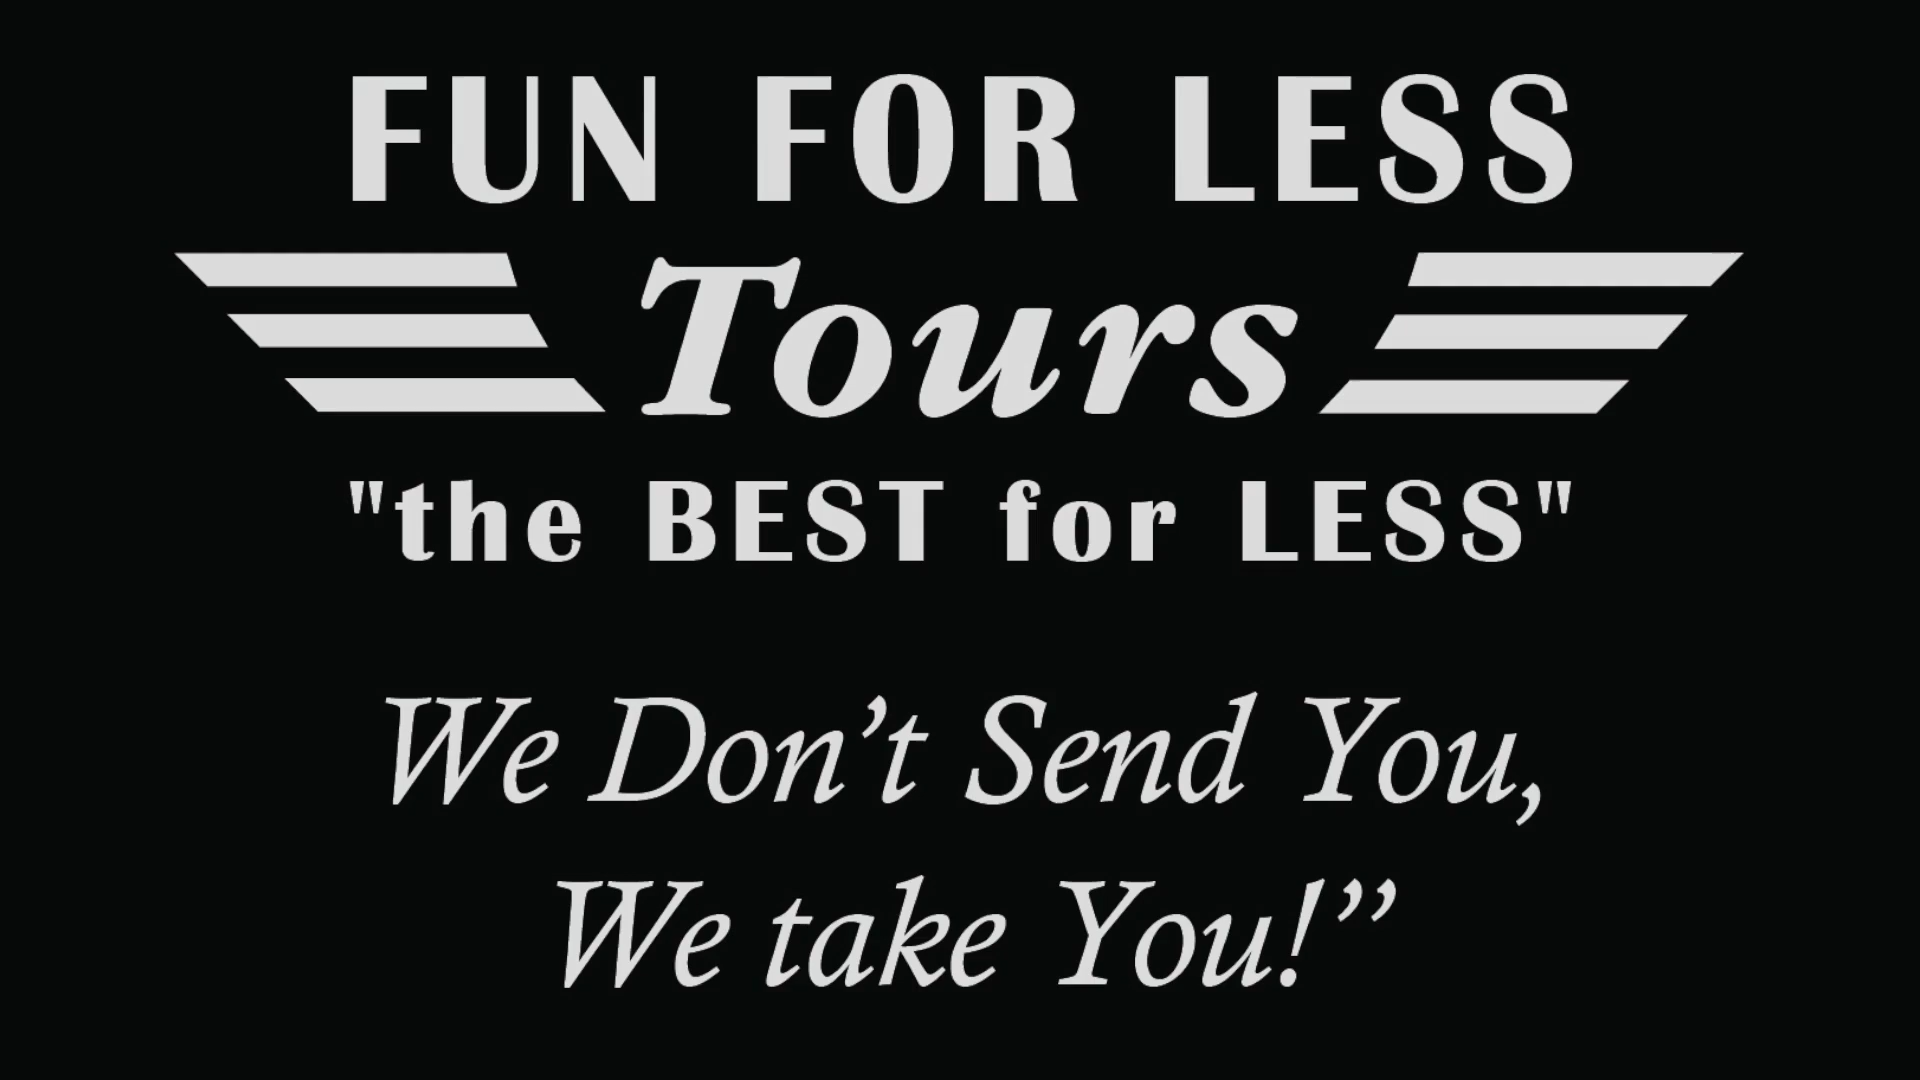 FUN FOR LESS
Tours
"the BEST for LESS"
We Don’t Send You,
We take You!”